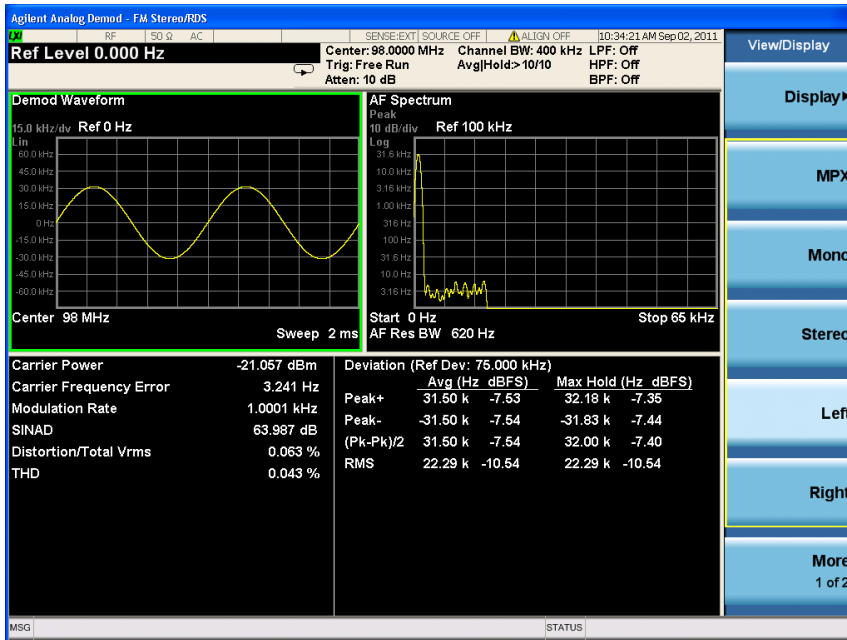 Agilent Analog Demod - FM Stereo/RDS
LXI RF 50 Ω AC SENSE:EXT SOURCE OFF ALIGN OFF 10:34:21 AM Sep 02, 2011
Ref Level 0.000 Hz
Center: 98.0000 MHz Channel BW: 400 kHz LPF: Off
Trig: Free Run Avg|Hold:>10/10 HPF: Off
Atten: 10 dB BPF: Off
Demod Waveform
15.0 kHz/dv Ref 0 Hz
Lin
60.0 kHz
45.0 kHz
30.0 kHz
15.0 kHz
0 Hz
-15.0 kHz
-30.0 kHz
-45.0 kHz
-60.0 kHz
Center 98 MHz
Sweep 2 ms
AF Spectrum
Peak
10 dB/div Ref 100 kHz
Log
31.6 kHz
10.0 kHz
3.16 kHz
1.00 kHz
316 Hz
100 Hz
31.6 Hz
10.0 Hz
3.16 Hz
Start 0 Hz Stop 65 kHz
AF Res BW 620 Hz
Carrier Power -21.057 dBm
Carrier Frequency Error 3.241 Hz
Modulation Rate 1.0001 kHz
SINAD 63.987 dB
Distortion/Total Vrms 0.063 %
THD 0.043 %
Deviation (Ref Dev: 75.000 kHz)
Avg (Hz dBFS) Max Hold (Hz dBFS)
Peak+ 31.50 k -7.53 32.18 k -7.35
Peak- -31.50 k -7.54 -31.83 k -7.44
(Pk-Pk)/2 31.50 k -7.54 32.00 k -7.40
RMS 22.29 k -10.54 22.29 k -10.54
View/Display
Display
MPX
Mono
Stereo
Left
Right
More
1 of 2
MSG STATUS